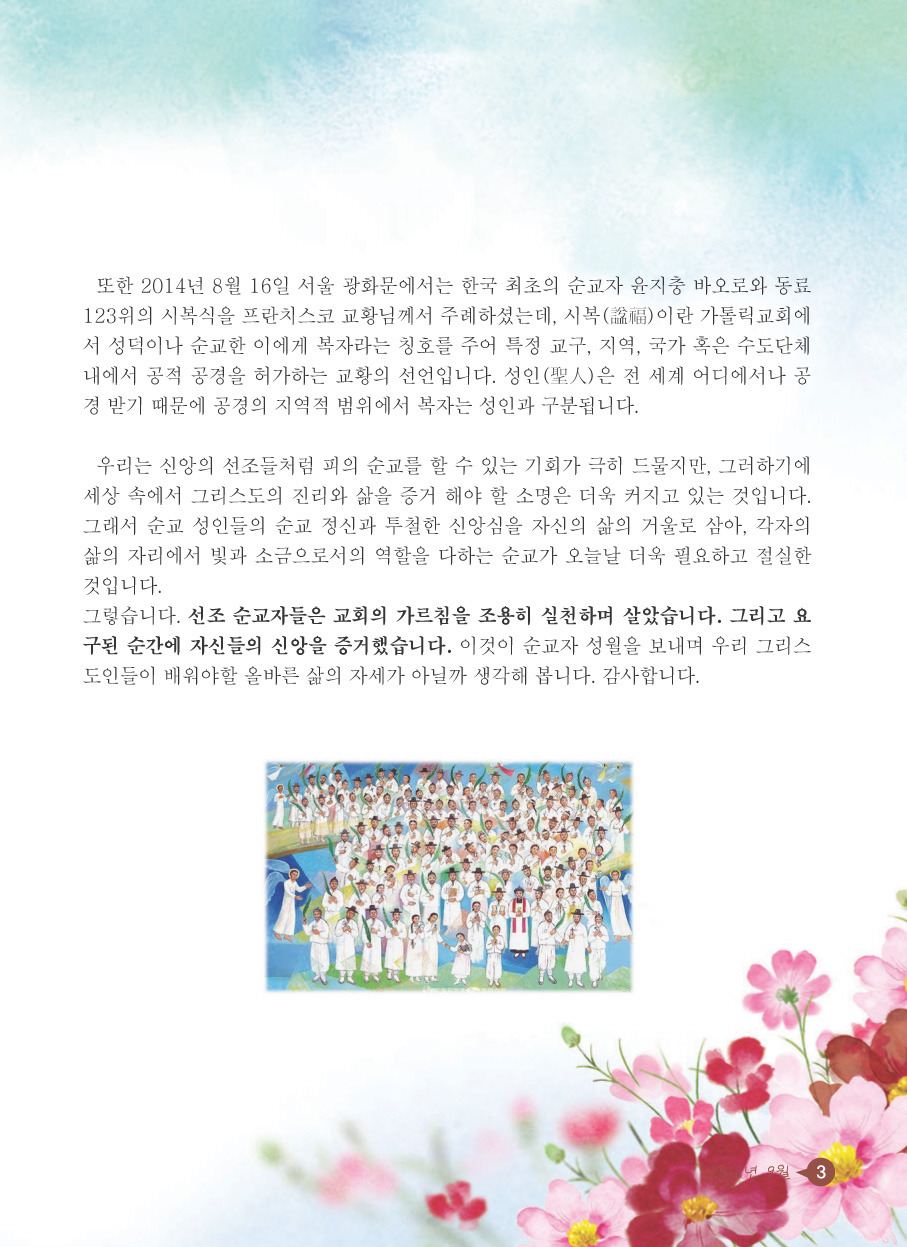 또한 2014년 8월 16일 서울 광화문에서는 한국 최초의 순교자 윤지충 바오로와 동료
123위의 시복식을 프란치스코 교황님께서 주례하셨는데, 시복(諡福)이란 가톨릭교회에
서 성덕이나 순교한 이에게 복자라는 칭호를 주어 특정 교구, 지역, 국가 혹은 수도단체
내에서 공적 공경을 허가하는 교황의 선언입니다. 성인(聖人)은 전 세계 어디에서나 공
경 받기 때문에 공경의 지역적 범위에서 복자는 성인과 구분됩니다.
우리는 신앙의 선조들처럼 피의 순교를 할 수 있는 기회가 극히 드물지만, 그러하기에
세상 속에서 그리스도의 진리와 삶을 증거 해야 할 소명은 더욱 커지고 있는 것입니다.
그래서 순교 성인들의 순교 정신과 투철한 신앙심을 자신의 삶의 거울로 삼아, 각자의
삶의 자리에서 빛과 소금으로서의 역할을 다하는 순교가 오늘날 더욱 필요하고 절실한
것입니다.
그렇습니다. 선조 순교자들은 교회의 가르침을 조용히 실천하며 살았습니다. 그리고 요
구된 순간에 자신들의 신앙을 증거했습니다. 이것이 순교자 성월을 보내며 우리 그리스
도인들이 배워야할 올바른 삶의 자세가 아닐까 생각해 봅니다. 감사합니다.
년 9월 3